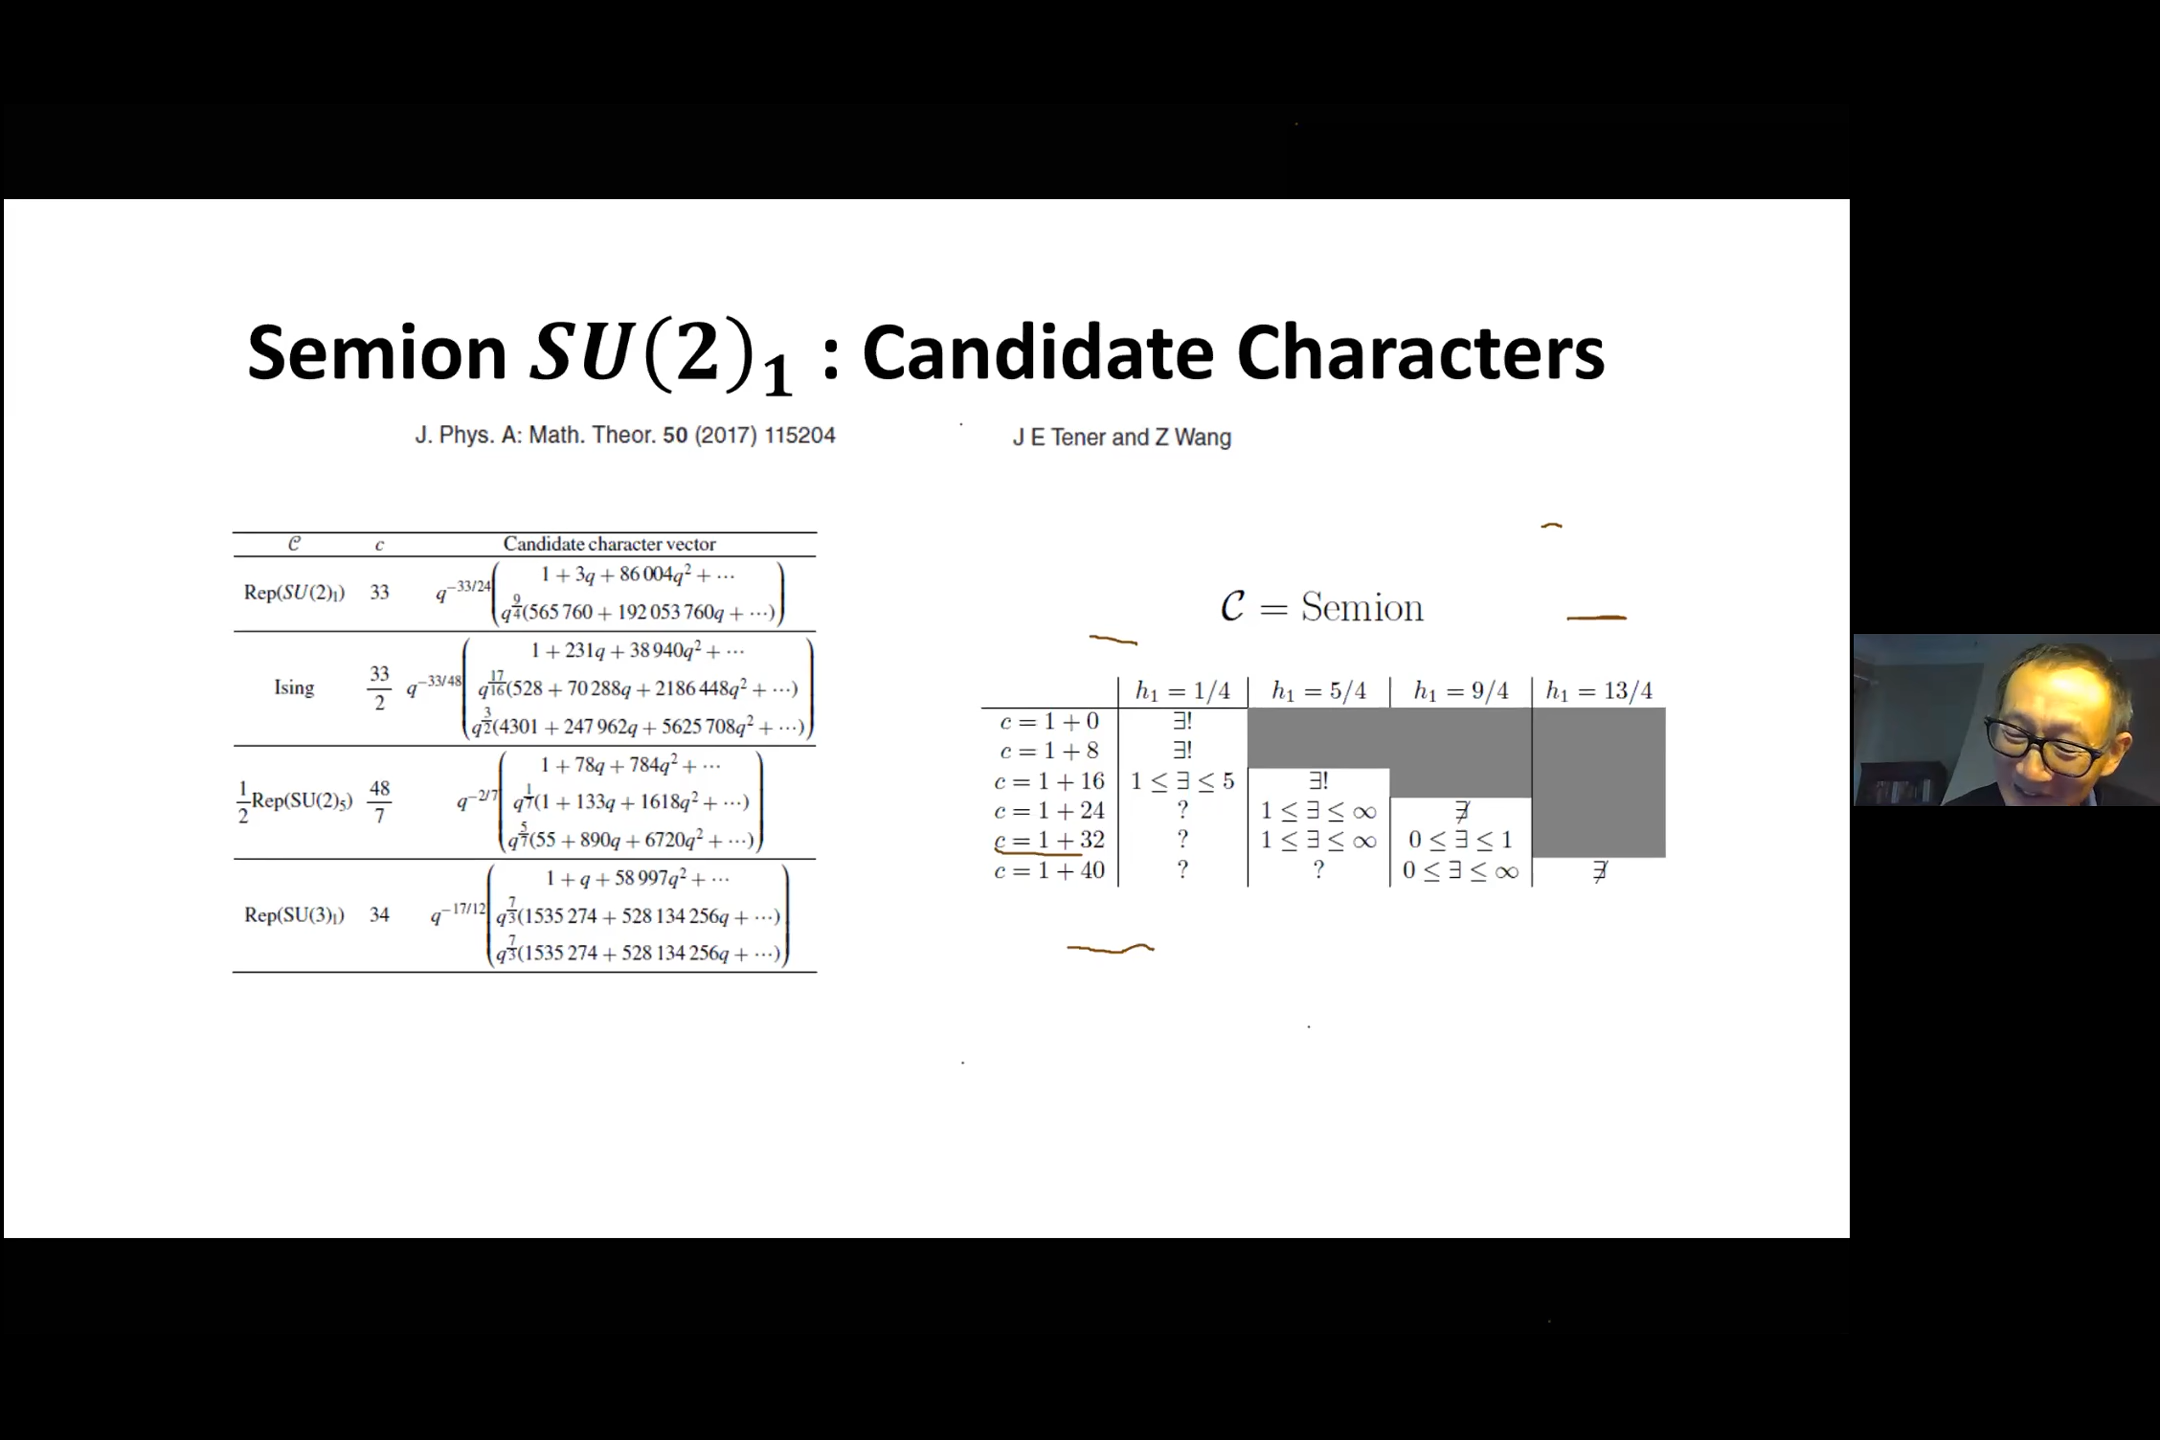 Semion SU(2)₁ : Candidate Characters
J. Phys. A: Math. Theor. 50 (2017) 115204
J E Tener and Z Wang
𝒞 c Candidate character vector
Rep(SU(2)₁) 33 q^{-33/24} ( 1 + 3q + 86 004q² + ···
q^{9/4}(565 760 + 192 053 760q + ···) )
Ising 33/2 q^{-33/48} ( 1 + 231q + 38 940q² + ···
q^{17/16}(528 + 70 288q + 2186 448q² + ···)
q^{3/2}(4301 + 247 962q + 5625 708q² + ···) )
1/2 Rep(SU(2)₅) 48/7 q^{-2/7} ( 1 + 78q + 784q² + ···
q^{1/7}(1 + 133q + 1618q² + ···)
q^{5/7}(55 + 890q + 6720q² + ···) )
Rep(SU(3)₁) 34 q^{-17/12} ( 1 + q + 58 997q² + ···
q^{7/3}(1535 274 + 528 134 256q + ···)
q^{7/3}(1535 274 + 528 134 256q + ···) )
𝒞 = Semion
h₁ = 1/4 h₁ = 5/4 h₁ = 9/4 h₁ = 13/4
c = 1 + 0 ∃!
c = 1 + 8 ∃!
c = 1 + 16 1 ≤ ∃ ≤ 5 ∃!
c = 1 + 24 ? 1 ≤ ∃ ≤ ∞ ∄
c = 1 + 32 ? 1 ≤ ∃ ≤ ∞ 0 ≤ ∃ ≤ 1
c = 1 + 40 ? ? 0 ≤ ∃ ≤ ∞ ∄